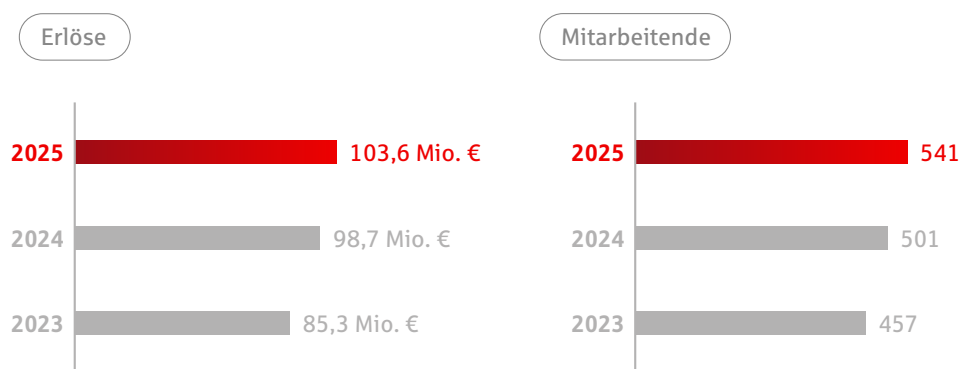 Erlöse
2025 103,6 Mio. €
2024 98,7 Mio. €
2023 85,3 Mio. €
Mitarbeitende
2025 541
2024 501
2023 457